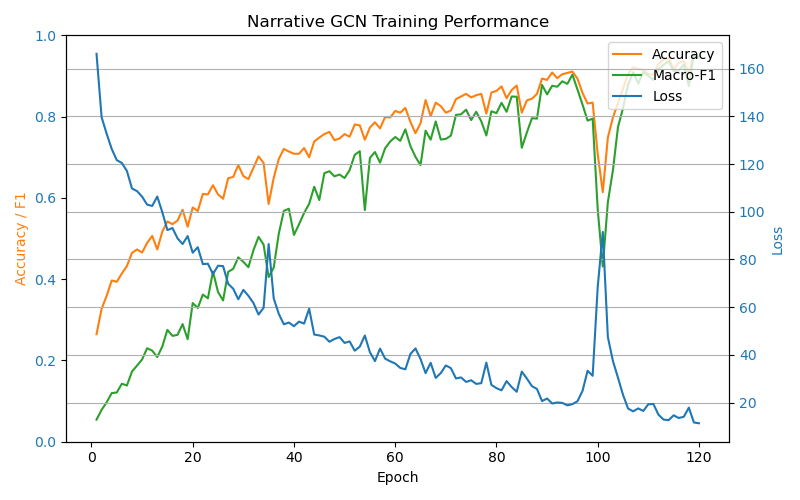 Narrative GCN Training Performance
1.0
0.8
0.6
0.4
0.2
0.0
Accuracy / F1
Accuracy
Macro-F1
Loss
160
140
120
100
80
60
40
20
Loss
0 20 40 60 80 100 120
Epoch